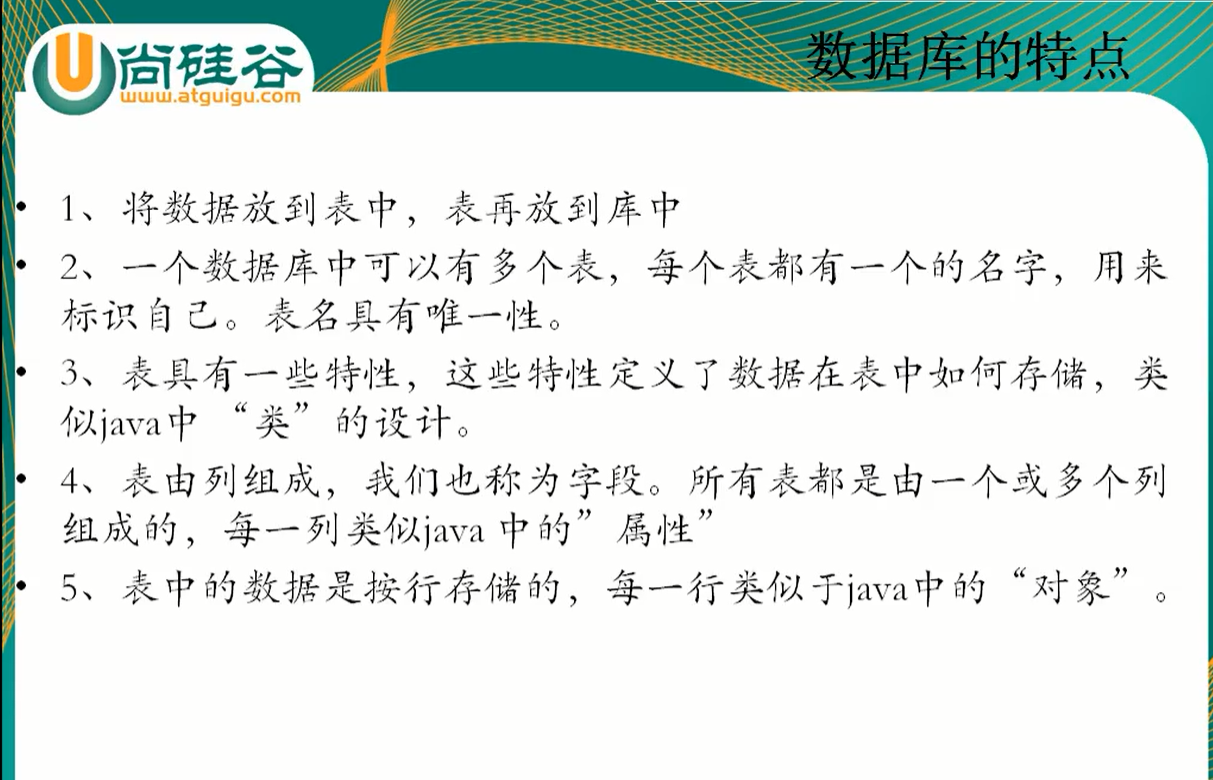 尚硅谷
www.atguigu.com
数据库的特点
• 1、将数据放到表中，表再放到库中
• 2、一个数据库中可以有多个表，每个表都有一个的名字，用来
标识自己。表名具有唯一性。
• 3、表具有一些特性，这些特性定义了数据在表中如何存储，类
似java中 “类” 的设计。
• 4、表由列组成，我们也称为字段。所有表都是由一个或多个列
组成的，每一列类似java 中的” 属性”
• 5、表中的数据是按行存储的，每一行类似于java中的 “对象” 。